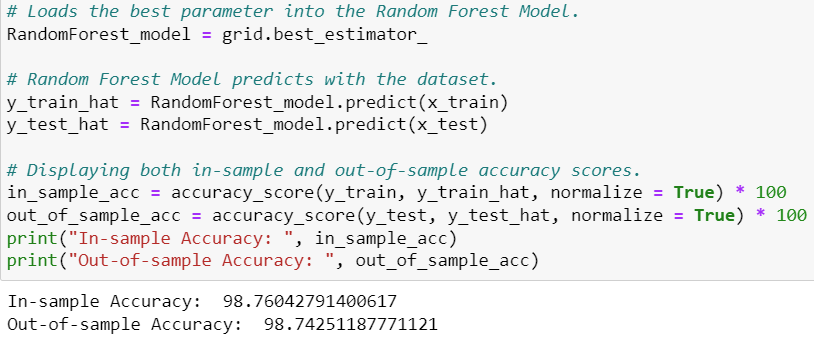 # Loads the best parameter into the Random Forest Model.
RandomForest_model = grid.best_estimator_
# Random Forest Model predicts with the dataset.
y_train_hat = RandomForest_model.predict(x_train)
y_test_hat = RandomForest_model.predict(x_test)
# Displaying both in-sample and out-of-sample accuracy scores.
in_sample_acc = accuracy_score(y_train, y_train_hat, normalize = True) * 100
out_of_sample_acc = accuracy_score(y_test, y_test_hat, normalize = True) * 100
print("In-sample Accuracy: ", in_sample_acc)
print("Out-of-sample Accuracy: ", out_of_sample_acc)
In-sample Accuracy:  98.76042791400617
Out-of-sample Accuracy:  98.74251187771121